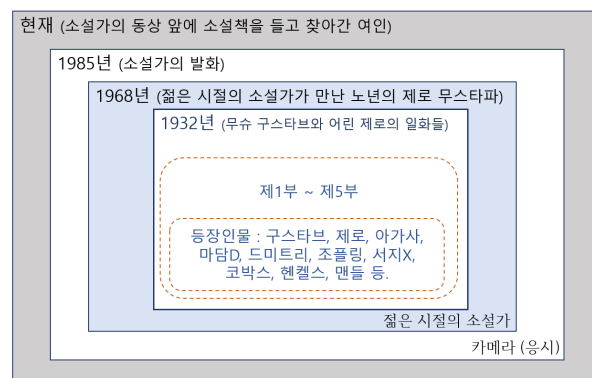 현재 (소설가의 동상 앞에 소설책을 들고 찾아간 여인)
1985년 (소설가의 발화)
1968년 (젊은 시절의 소설가가 만난 노년의 제로 무스타파)
1932년 (무슈 구스타브와 어린 제로의 일화들)
제1부 ~ 제5부
등장인물 : 구스타브, 제로, 아가사,
마담D, 드미트리, 조플링, 서지X,
코박스, 헨켈스, 맨들 등.
젊은 시절의 소설가
카메라 (응시)